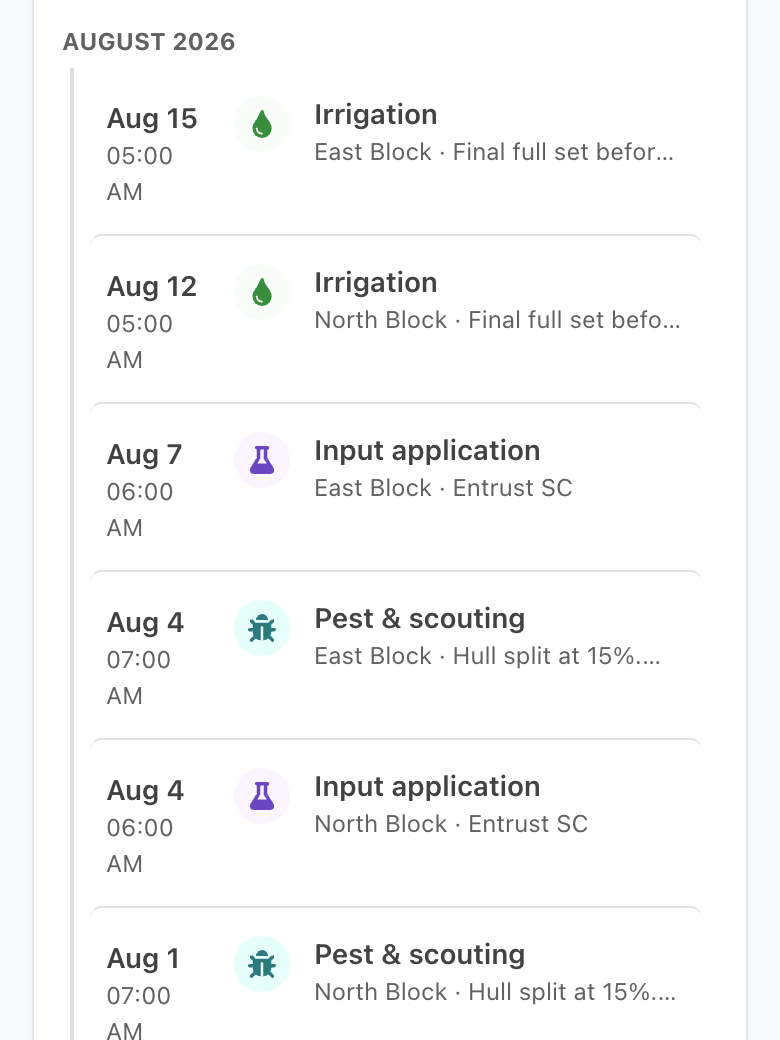 AUGUST 2026
Aug 15
05:00
AM
Irrigation
East Block · Final full set befor...
Aug 12
05:00
AM
Irrigation
North Block · Final full set befo...
Aug 7
06:00
AM
Input application
East Block · Entrust SC
Aug 4
07:00
AM
Pest & scouting
East Block · Hull split at 15%....
Aug 4
06:00
AM
Input application
North Block · Entrust SC
Aug 1
07:00
AM
Pest & scouting
North Block · Hull split at 15%....